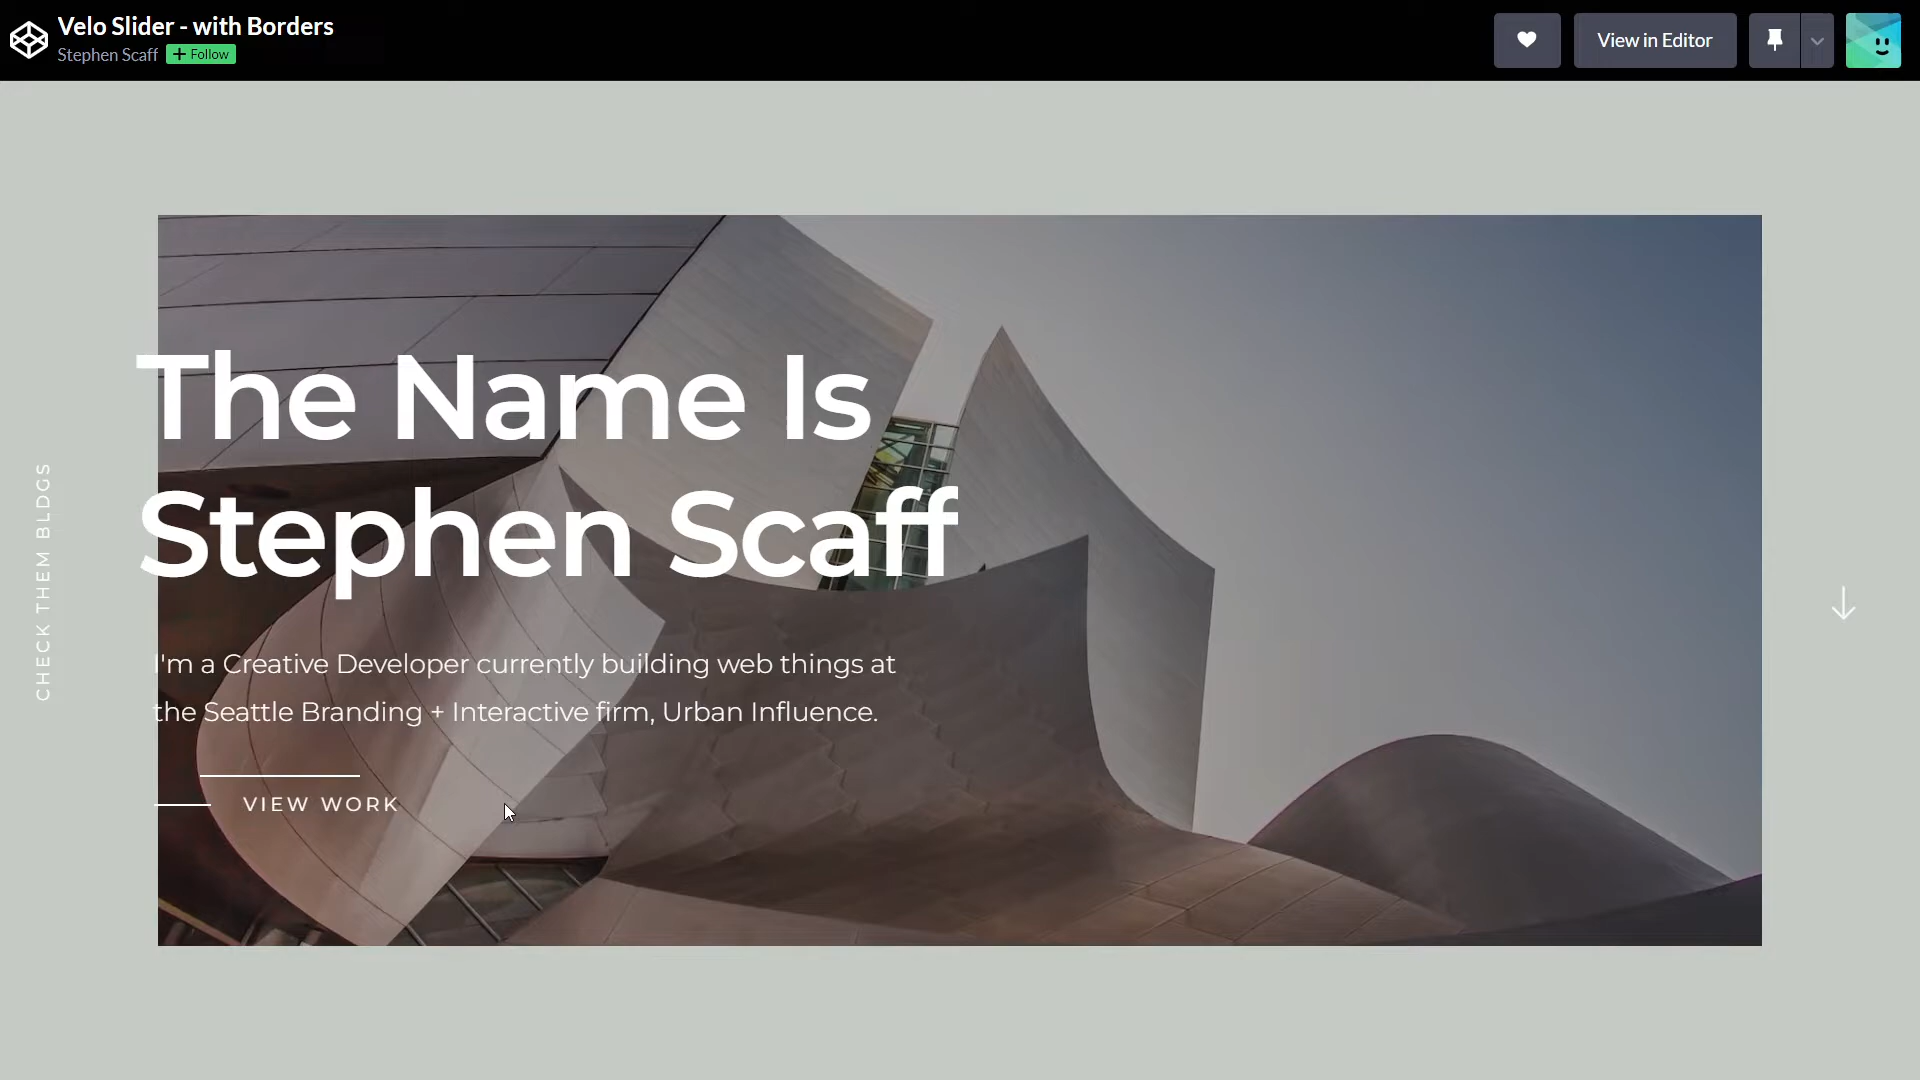 Velo Slider - with Borders
Stephen Scaff + Follow
View in Editor
CHECK THEM BLDGS
The Name Is
Stephen Scaff
I'm a Creative Developer currently building web things at
the Seattle Branding + Interactive firm, Urban Influence.
VIEW WORK